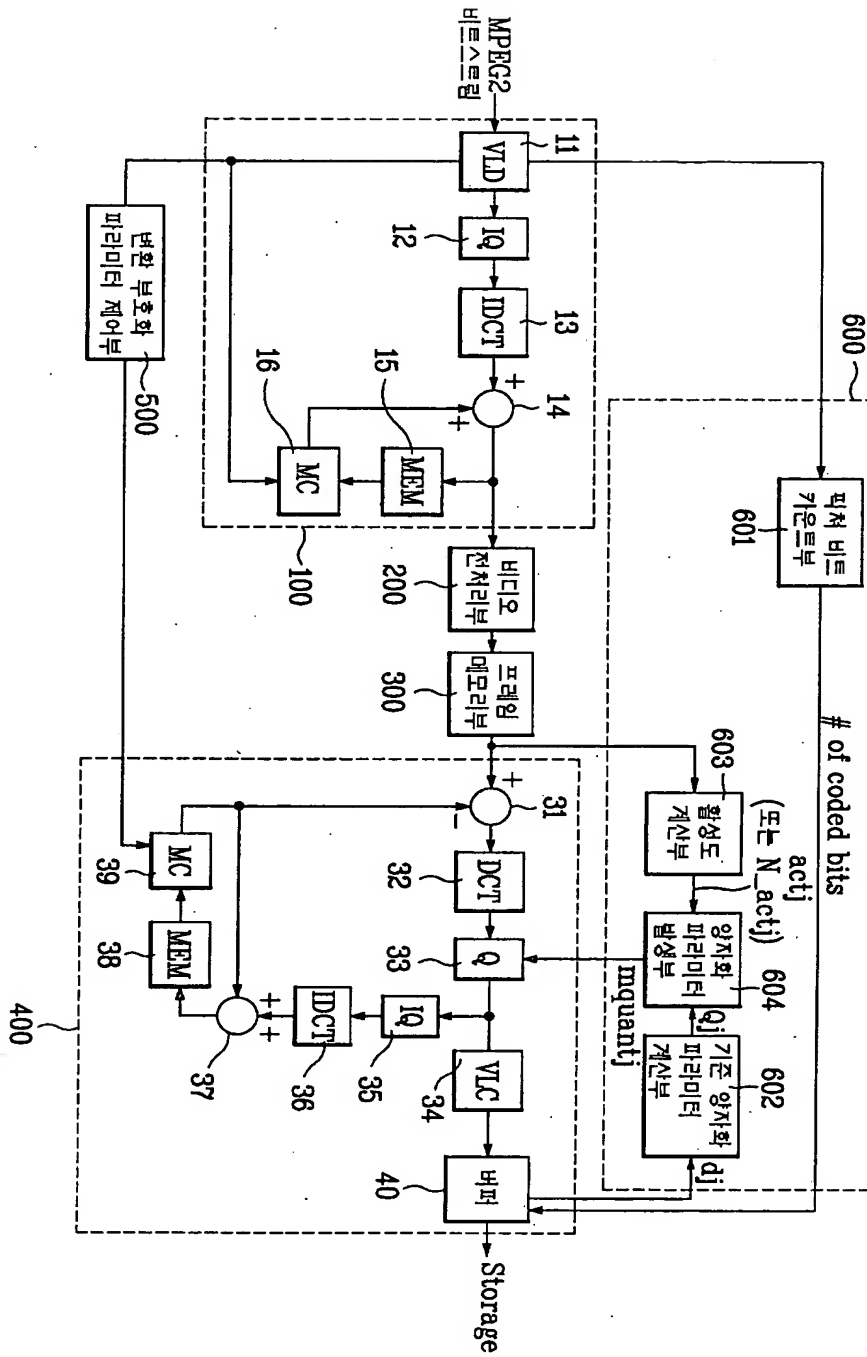 600
픽처 비트
카운트부
601
# of coded bits
603
활성도
계산부
actj
(또는 N_actj)
양자화
파라미터
발생부
604
Qj
mquantj
기준 양자화
파라미터
계산부
602
dj
MPEG2
비트스트림
11
VLD
IQ
12
IDCT
13
+
14
+
15
MEM
16
MC
100
비디오
전처리부
200
프레임
메모리부
300
+
-
31
DCT
32
Q
33
VLC
34
버퍼
40
Storage
IQ
35
IDCT
36
+
+
37
MEM
38
MC
39
400
변환 부호화
파라미터 제어부
500